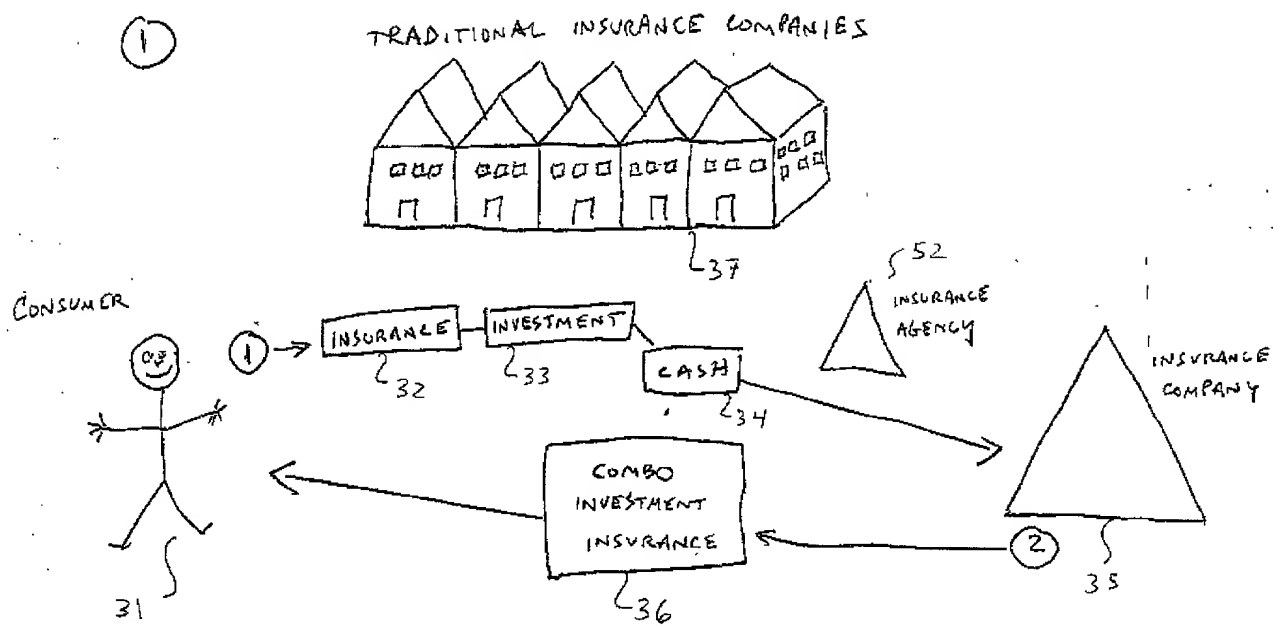 1
TRADITIONAL INSURANCE COMPANIES
37
52
INSURANCE
AGENCY
CONSUMER
1
INSURANCE
32
INVESTMENT
33
CASH
34
INSURANCE
COMPANY
COMBO
INVESTMENT
INSURANCE
2
35
31
36